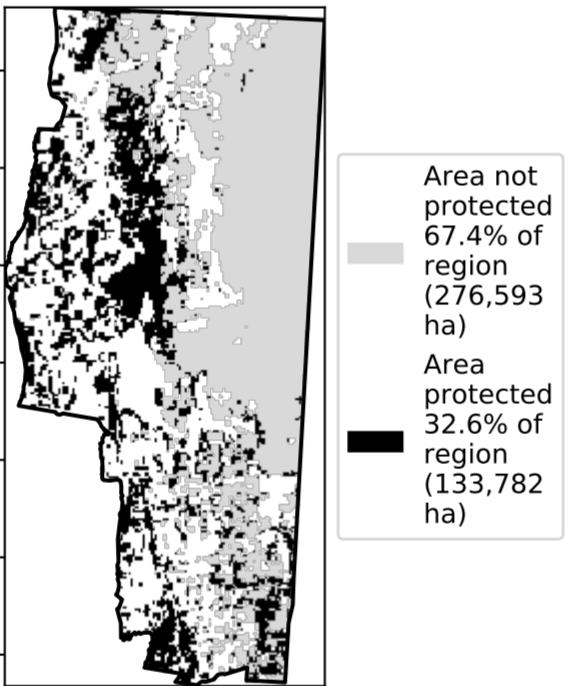 Area not
protected
67.4% of
region
(276,593
ha)
Area
protected
32.6% of
region
(133,782
ha)